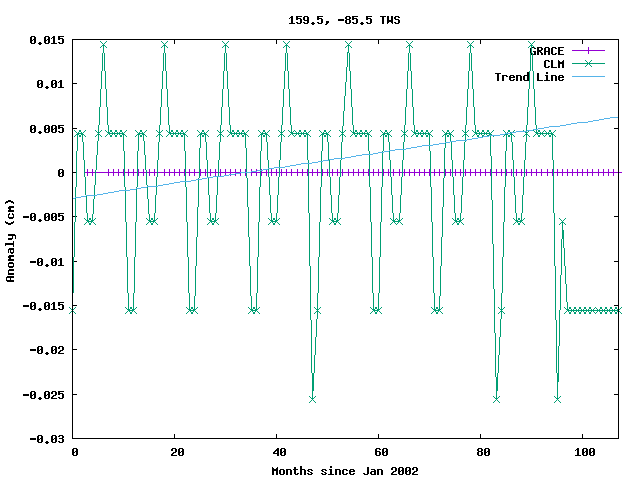 159.5, -85.5 TWS
GRACE
CLM
Trend Line
0.015
0.01
0.005
0
-0.005
-0.01
-0.015
-0.02
-0.025
-0.03
Anomaly (cm)
0 20 40 60 80 100
Months since Jan 2002